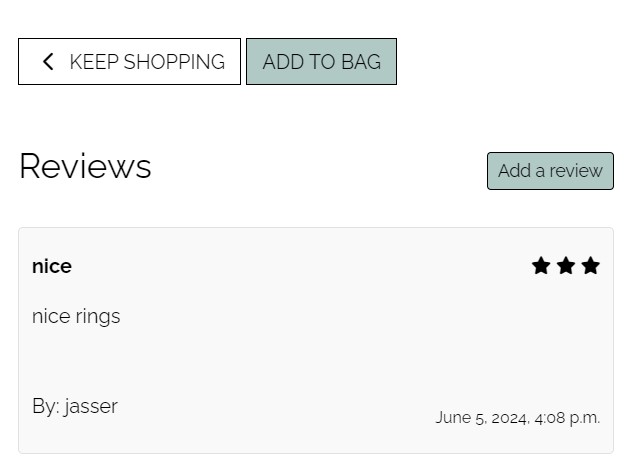 KEEP SHOPPING ADD TO BAG
Reviews Add a review
nice
nice rings
By: jasser
June 5, 2024, 4:08 p.m.